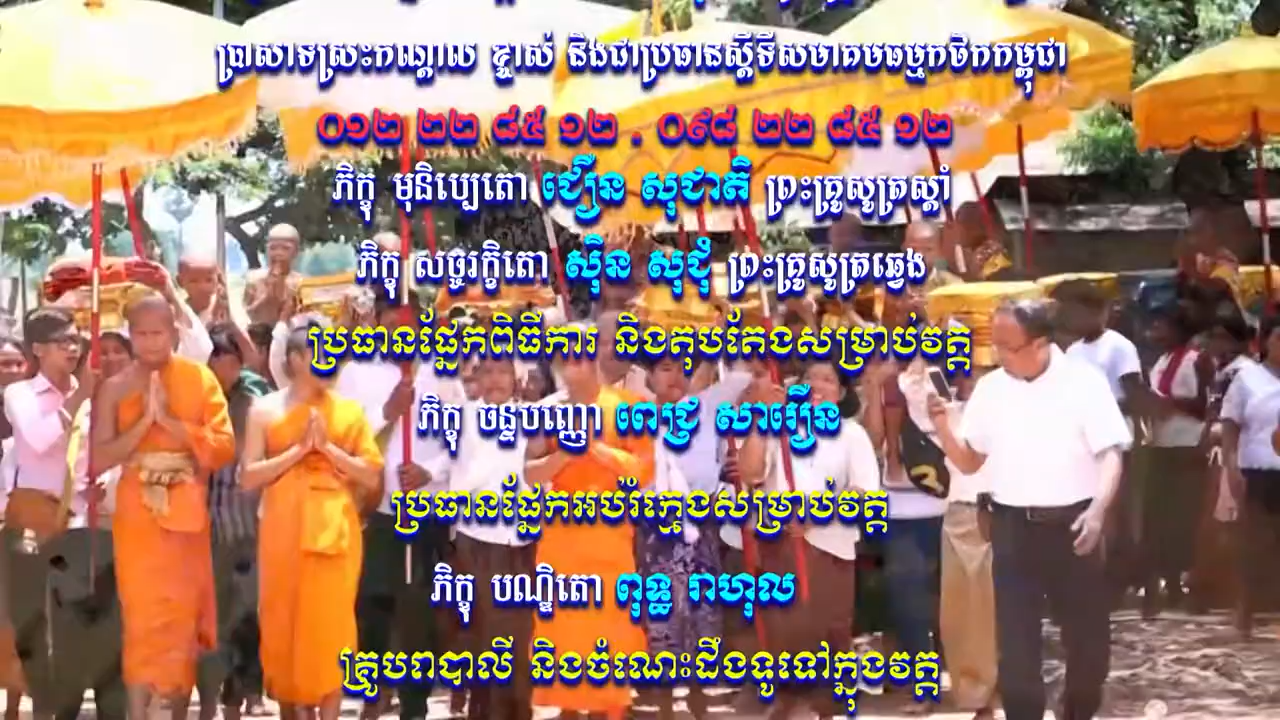 ប្រាសាទស្រះកណ្ដាល ខ្ចាស់ និងជាប្រធានស្ដីទីសមាគមធម្មកថិកកម្ពុជា
០១២ ២២ ៨៥ ១២ . ០៩៨ ២២ ៨៥ ១២
ភិក្ខុ មុនិប្បេតោ ជឿន សុជាតិ ព្រះគ្រូសូត្រស្ដាំ
ភិក្ខុ សច្ចរក្ខិតោ ស៊ិន សុជុំ ព្រះគ្រូសូត្រឆ្វេង
ប្រធានផ្នែកពិធីការ និងតុបតែងសម្រាប់វត្ត
ភិក្ខុ ចន្ទបញ្ញោ ពេជ្រ សារឿន
ប្រធានផ្នែកអប់រំក្មេងសម្រាប់វត្ត
ភិក្ខុ បណ្ឌិតោ ពុទ្ធ រាហុល
គ្រូបពបាលី និងចំណេះដឹងទូទៅក្នុងវត្ត